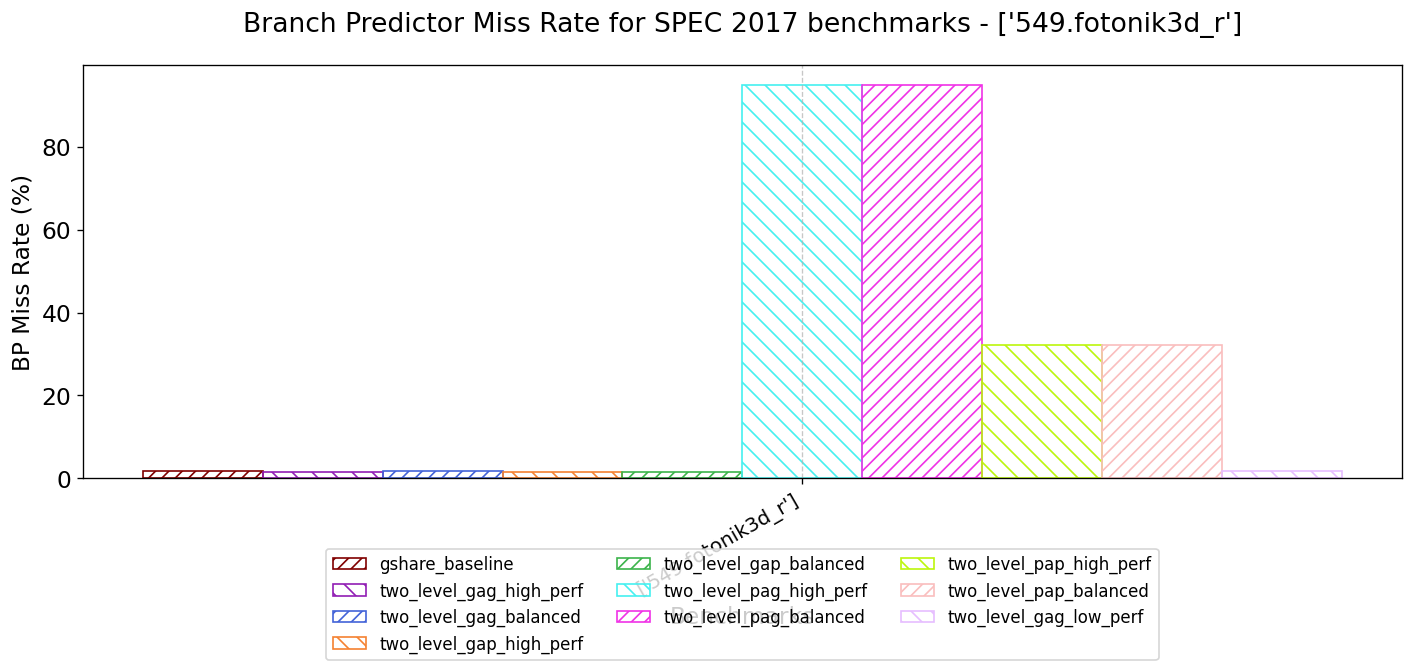 Branch Predictor Miss Rate for SPEC 2017 benchmarks - ['549.fotonik3d_r']
BP Miss Rate (%)
80
60
40
20
0
['549.fotonik3d_r']
Benchmarks
gshare_baseline
two_level_gag_high_perf
two_level_gag_balanced
two_level_gap_high_perf
two_level_gap_balanced
two_level_pag_high_perf
two_level_pag_balanced
two_level_pap_high_perf
two_level_pap_balanced
two_level_gag_low_perf